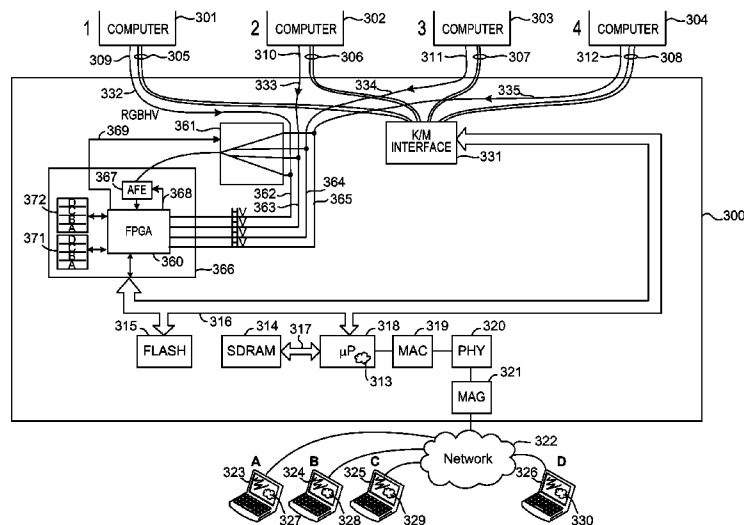 1 COMPUTER 301
2 COMPUTER 302
3 COMPUTER 303
4 COMPUTER 304
309 305 310 306 311 307 312 308
332 333 334 335
RGBHV
369 361
K/M INTERFACE
331
367 AFE 368
362 364
363 365
372 D C B A
FPGA
H V
H V
H V
H V
371 D C B A
360
366
300
316
315 314 317 318 319 320
FLASH SDRAM µP MAC PHY
313
321
MAG
322
Network
A B C D
323 324 325 326
327 328 329 330